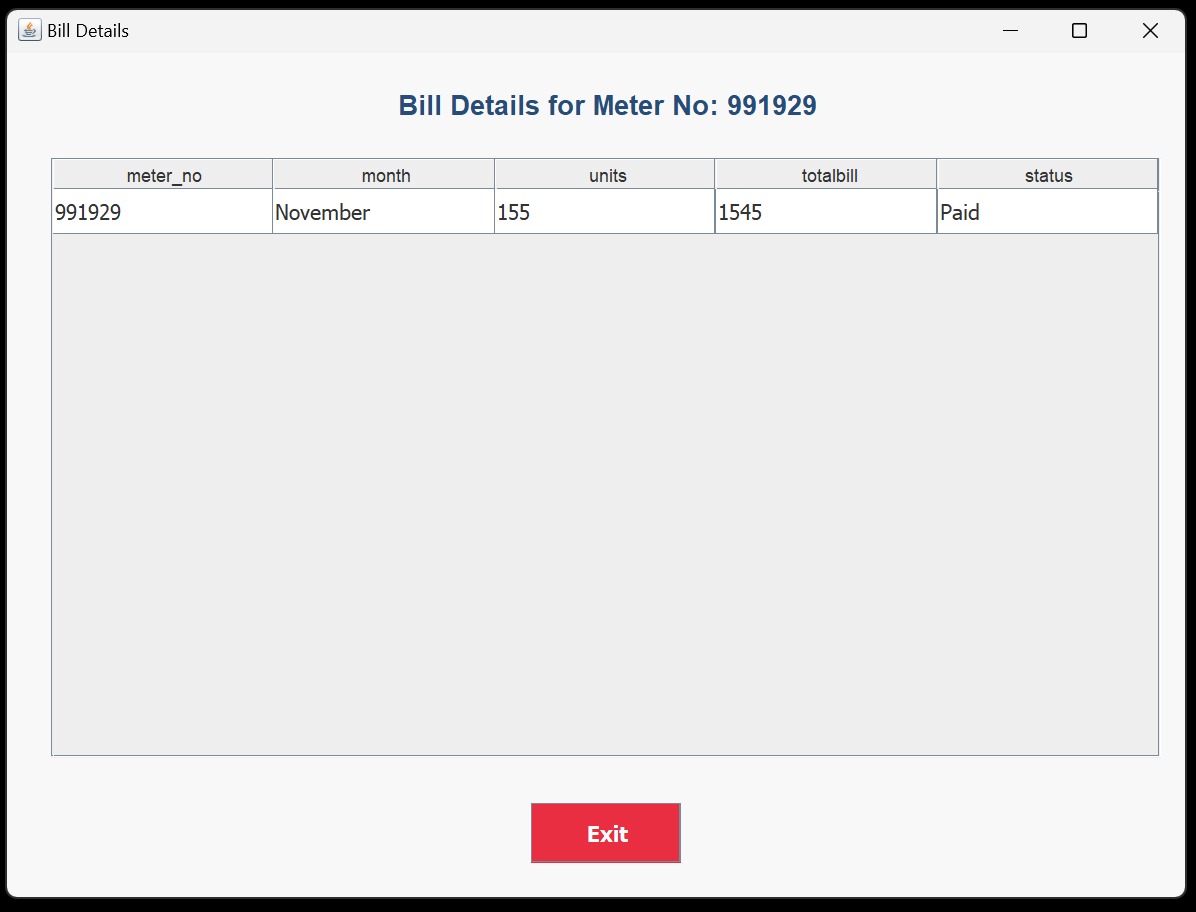 Bill Details
Bill Details for Meter No: 991929
meter_no month units totalbill status
991929 November 155 1545 Paid
Exit